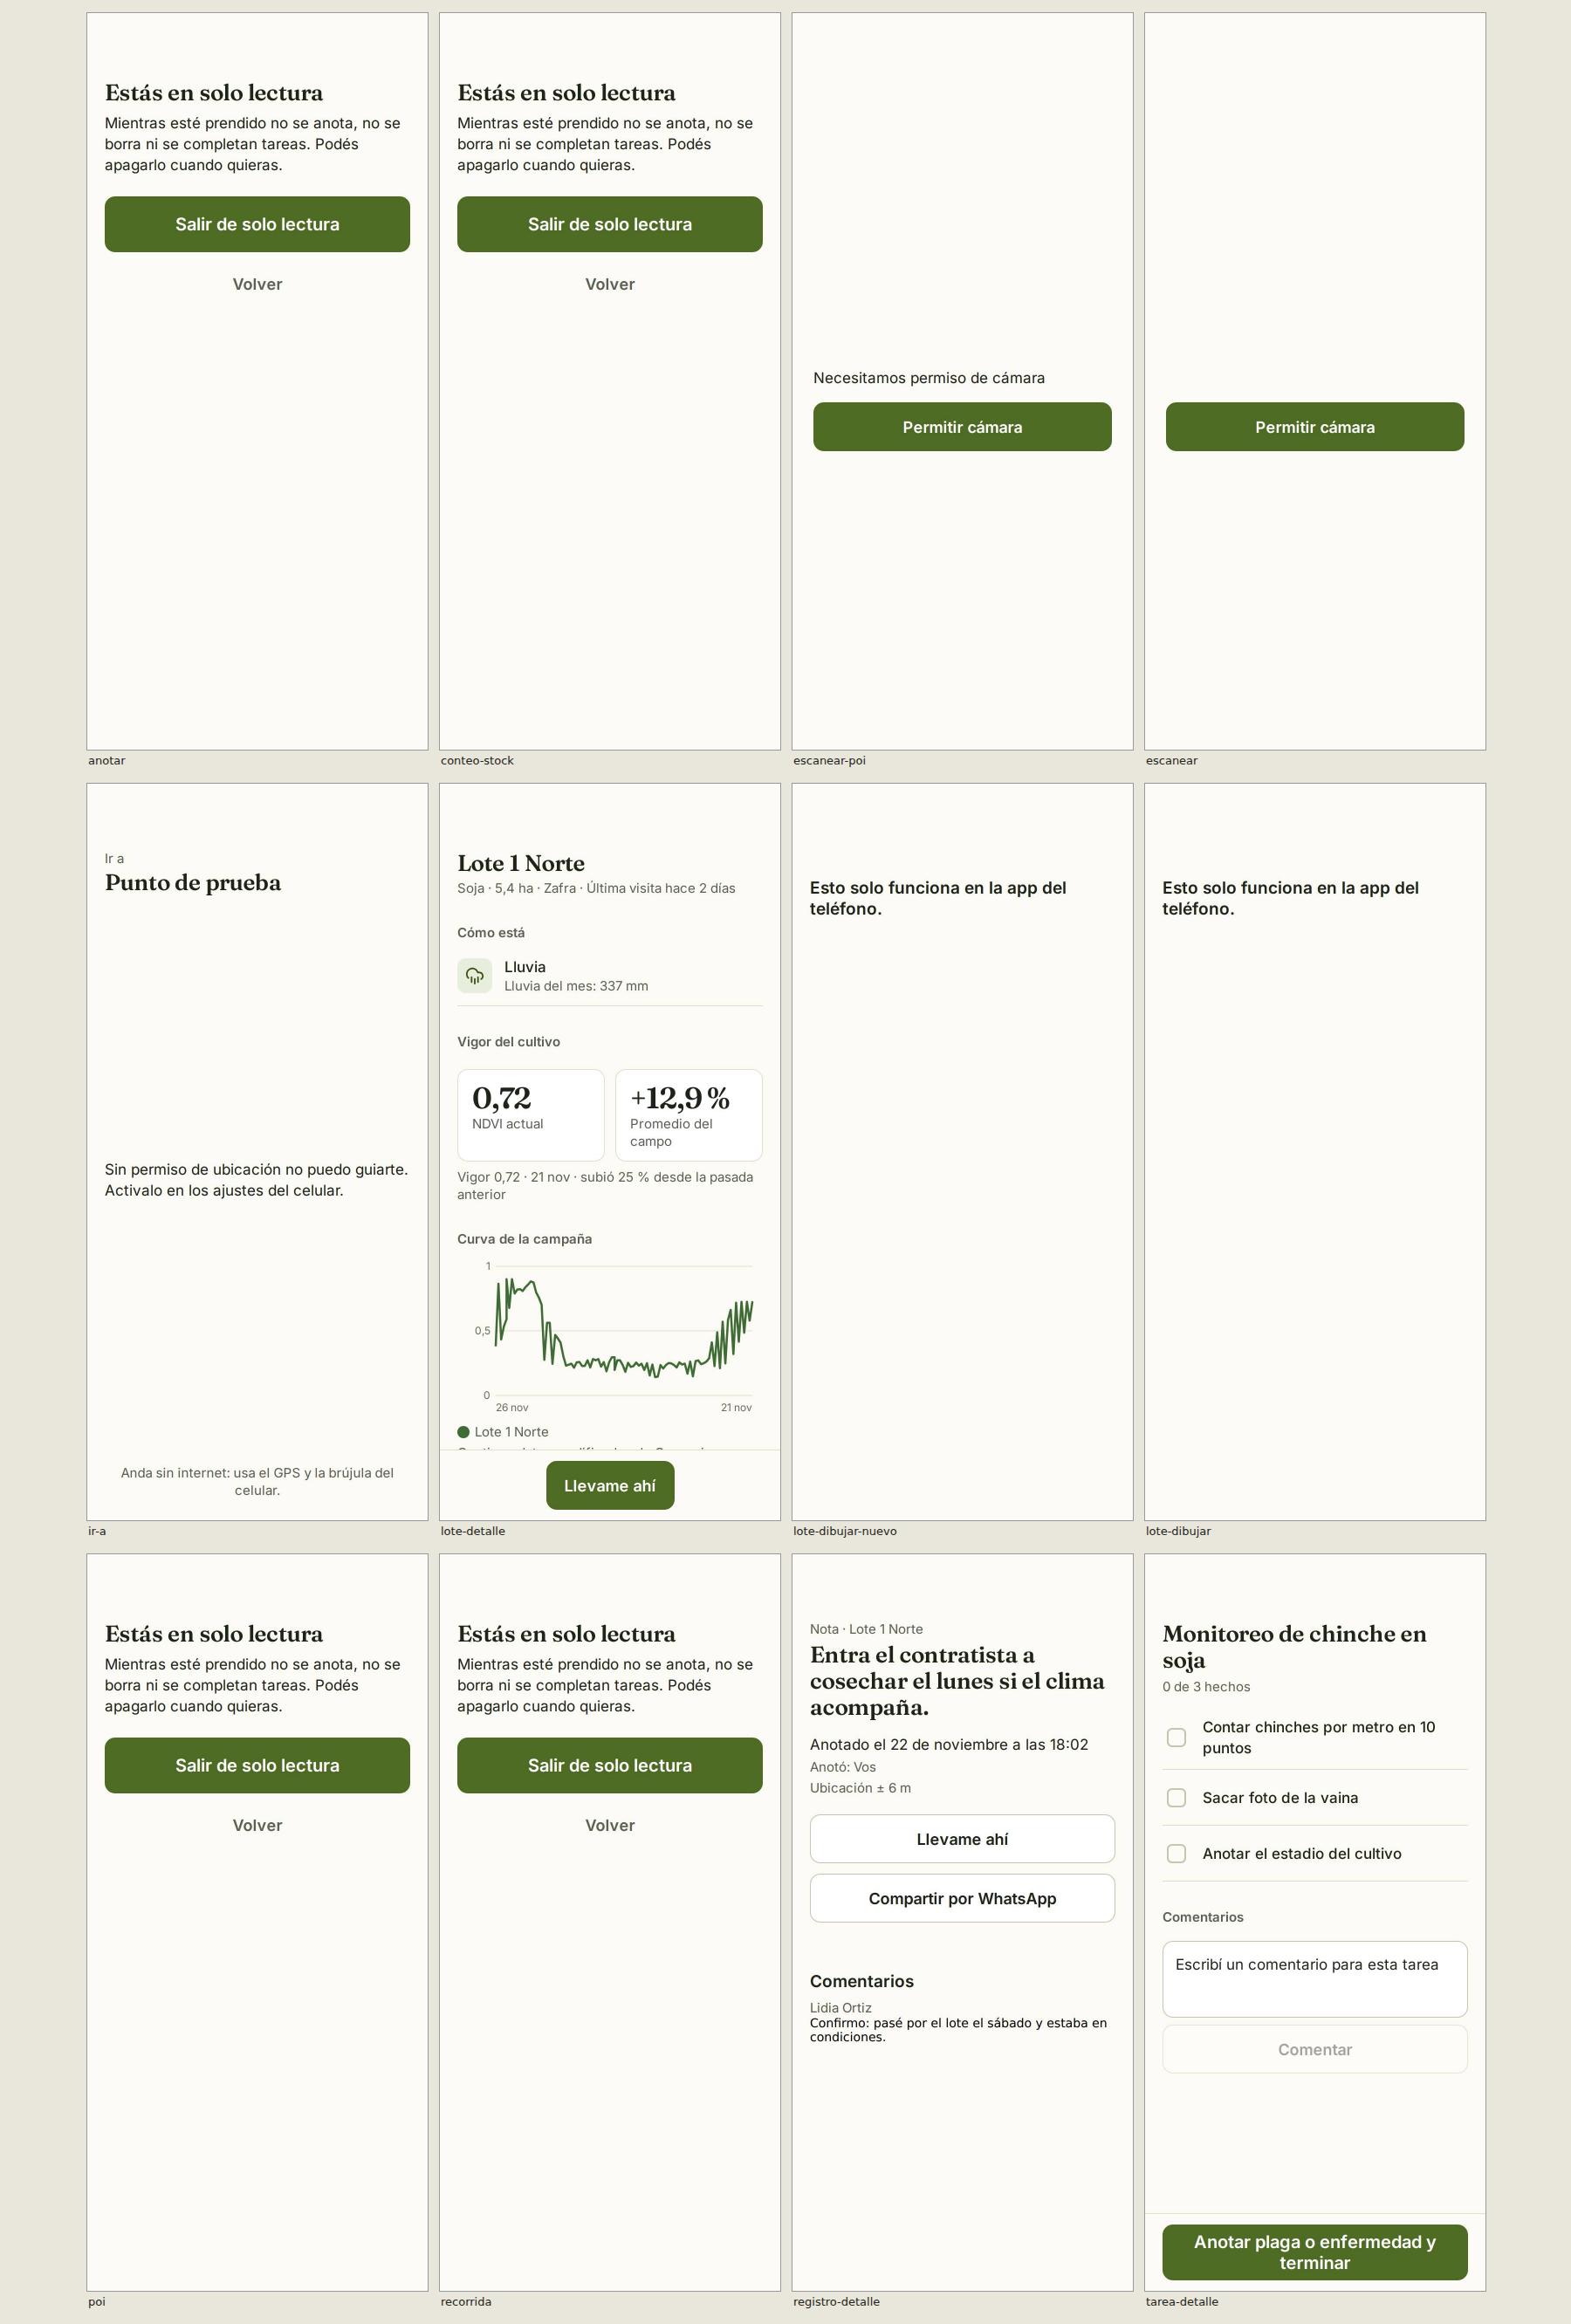 Estás en solo lectura
Mientras esté prendido no se anota, no se
borra ni se completan tareas. Podés
apagarlo cuando quieras.
Salir de solo lectura
Volver
anotar
Estás en solo lectura
Mientras esté prendido no se anota, no se
borra ni se completan tareas. Podés
apagarlo cuando quieras.
Salir de solo lectura
Volver
conteo-stock
Necesitamos permiso de cámara
Permitir cámara
escanear-poi
Permitir cámara
escanear
Ir a
Punto de prueba
Sin permiso de ubicación no puedo guiarte.
Activalo en los ajustes del celular.
Anda sin internet: usa el GPS y la brújula del
celular.
ir-a
Lote 1 Norte
Soja · 5,4 ha · Zafra · Última visita hace 2 días
Cómo está
Lluvia
Lluvia del mes: 337 mm
Vigor del cultivo
0,72
NDVI actual
+12,9 %
Promedio del
campo
Vigor 0,72 · 21 nov · subió 25 % desde la pasada
anterior
Curva de la campaña
1
0,5
0
26 nov
21 nov
Lote 1 Norte
Llevame ahí
lote-detalle
Esto solo funciona en la app del
teléfono.
lote-dibujar-nuevo
Esto solo funciona en la app del
teléfono.
lote-dibujar
Estás en solo lectura
Mientras esté prendido no se anota, no se
borra ni se completan tareas. Podés
apagarlo cuando quieras.
Salir de solo lectura
Volver
poi
Estás en solo lectura
Mientras esté prendido no se anota, no se
borra ni se completan tareas. Podés
apagarlo cuando quieras.
Salir de solo lectura
Volver
recorrida
Nota · Lote 1 Norte
Entra el contratista a
cosechar el lunes si el clima
acompaña.
Anotado el 22 de noviembre a las 18:02
Anotó: Vos
Ubicación ± 6 m
Llevame ahí
Compartir por WhatsApp
Comentarios
Lidia Ortiz
Confirmo: pasé por el lote el sábado y estaba en
condiciones.
registro-detalle
Monitoreo de chinche en
soja
0 de 3 hechos
Contar chinches por metro en 10
puntos
Sacar foto de la vaina
Anotar el estadio del cultivo
Comentarios
Escribí un comentario para esta tarea
Comentar
Anotar plaga o enfermedad y
terminar
tarea-detalle